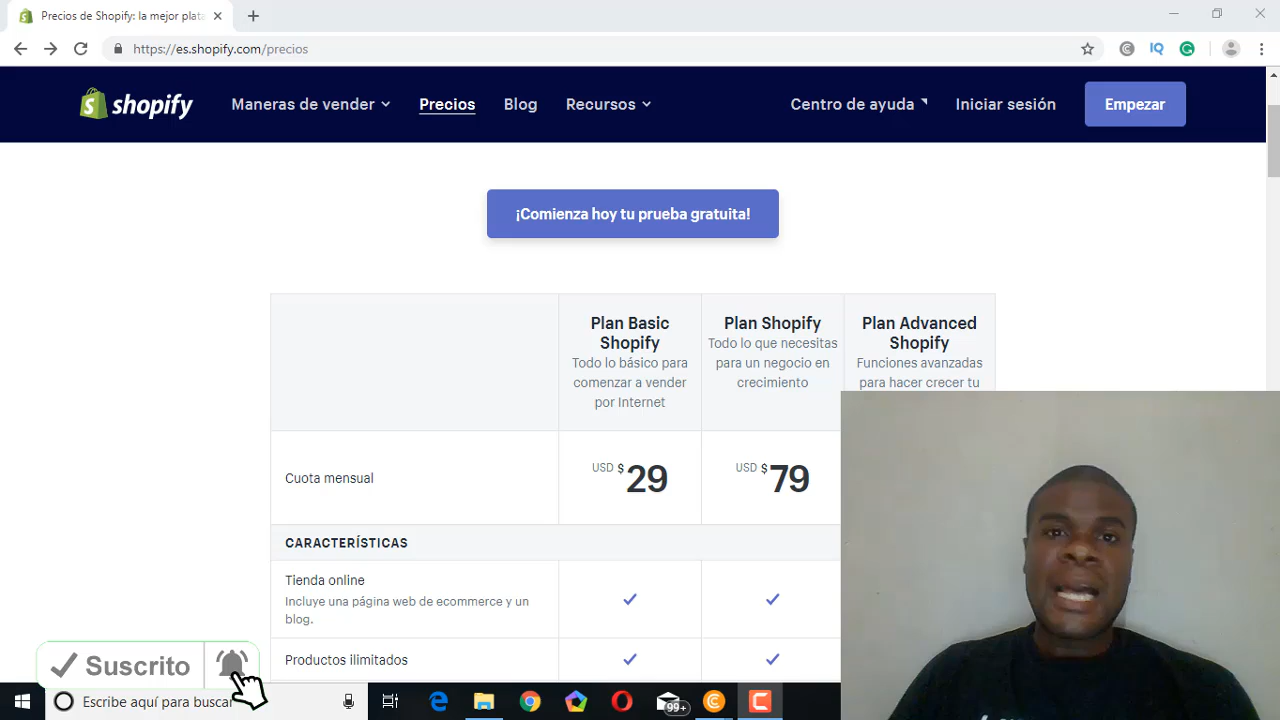 Precios de Shopify: la mejor plata
https://es.shopify.com/precios
IQ
shopify
Maneras de vender
Precios
Blog
Recursos
Centro de ayuda
Iniciar sesión
Empezar
¡Comienza hoy tu prueba gratuita!
Plan Basic
Shopify
Todo lo básico para
comenzar a vender
por Internet
Plan Shopify
Todo lo que necesitas
para un negocio en
crecimiento
Plan Advanced
Shopify
Funciones avanzadas
para hacer crecer tu
Cuota mensual
USD $ 29
USD $ 79
CARACTERÍSTICAS
Tienda online
Incluye una página web de ecommerce y un
blog.
Productos ilimitados
Suscrito
Escribe aquí para buscar
99+